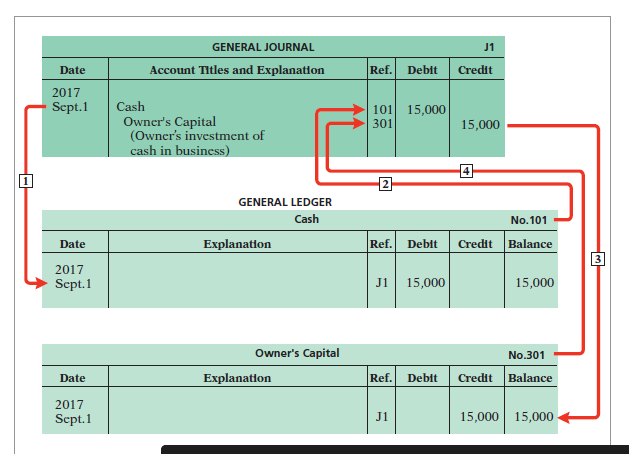 GENERAL JOURNAL J1
Date Account Titles and Explanation Ref. Debit Credit
2017
Sept.1 Cash 101 15,000
Owner's Capital 301 15,000
(Owner's investment of
cash in business)
1
4
2
GENERAL LEDGER
Cash No.101
Date Explanation Ref. Debit Credit Balance
3
2017
Sept.1 J1 15,000 15,000
Owner's Capital No.301
Date Explanation Ref. Debit Credit Balance
2017
Sept.1 J1 15,000 15,000